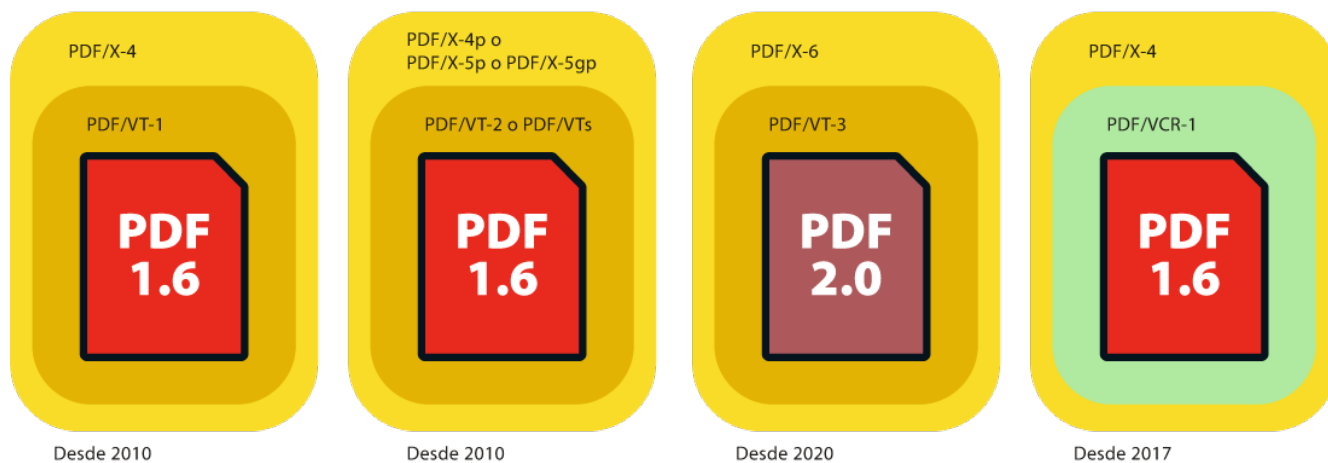 PDF/X-4
PDF/VT-1
PDF
1.6
Desde 2010
PDF/X-4p o
PDF/X-5p o PDF/X-5gp
PDF/VT-2 o PDF/VTs
PDF
1.6
Desde 2010
PDF/X-6
PDF/VT-3
PDF
2.0
Desde 2020
PDF/X-4
PDF/VCR-1
PDF
1.6
Desde 2017